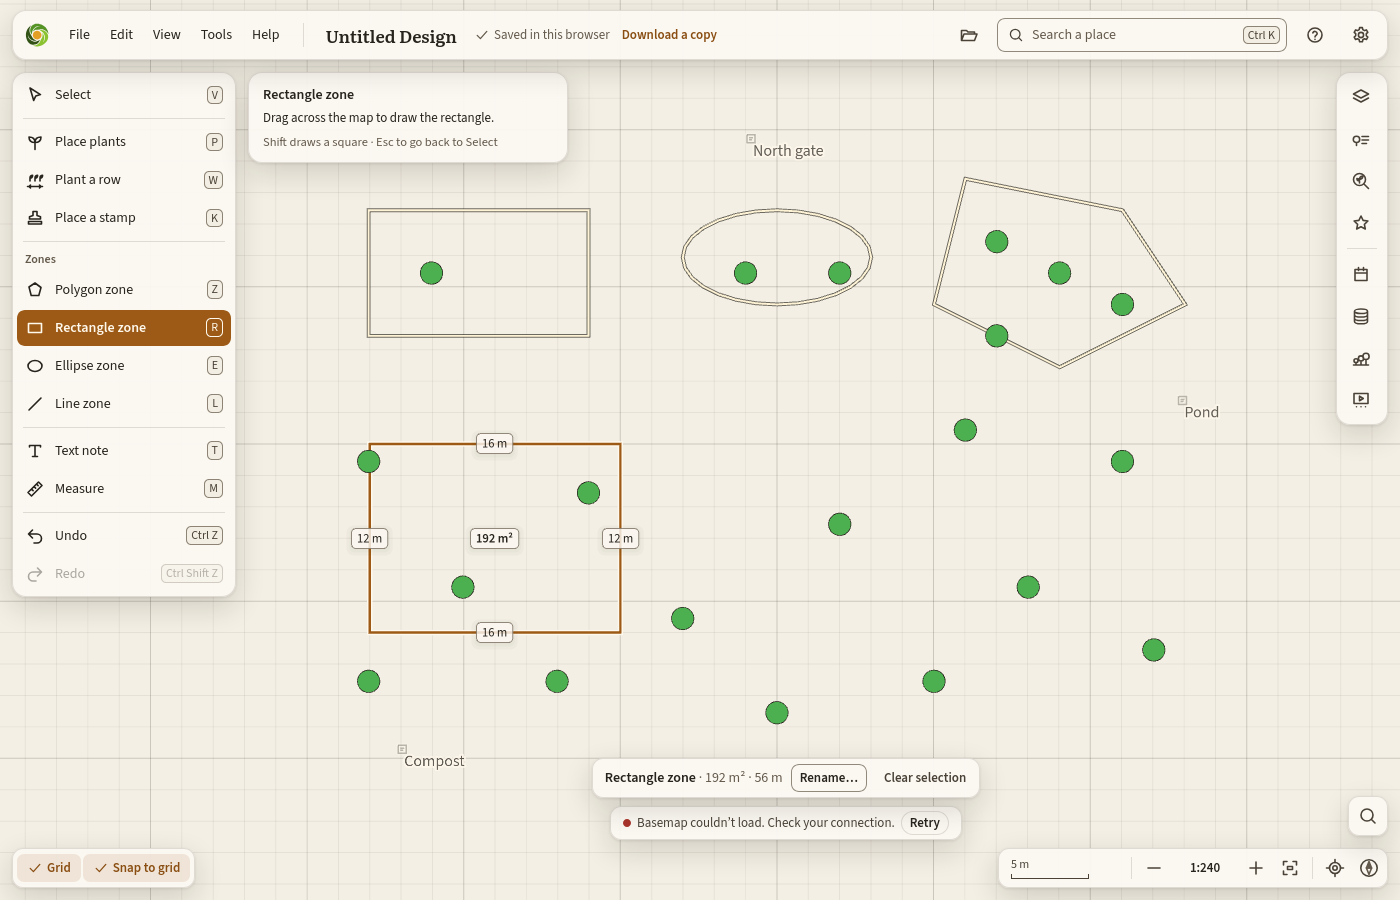 File Edit View Tools Help
Untitled Design
Saved in this browser
Download a copy
Search a place
Ctrl K
Select V
Place plants P
Plant a row W
Place a stamp K
Zones
Polygon zone Z
Rectangle zone R
Ellipse zone E
Line zone L
Text note T
Measure M
Undo Ctrl Z
Redo Ctrl Shift Z
Rectangle zone
Drag across the map to draw the rectangle.
Shift draws a square · Esc to go back to Select
North gate
Pond
16 m
12 m
192 m²
12 m
16 m
Compost
Rectangle zone · 192 m² · 56 m
Rename…
Clear selection
Basemap couldn’t load. Check your connection.
Retry
Grid
Snap to grid
5 m
1:240